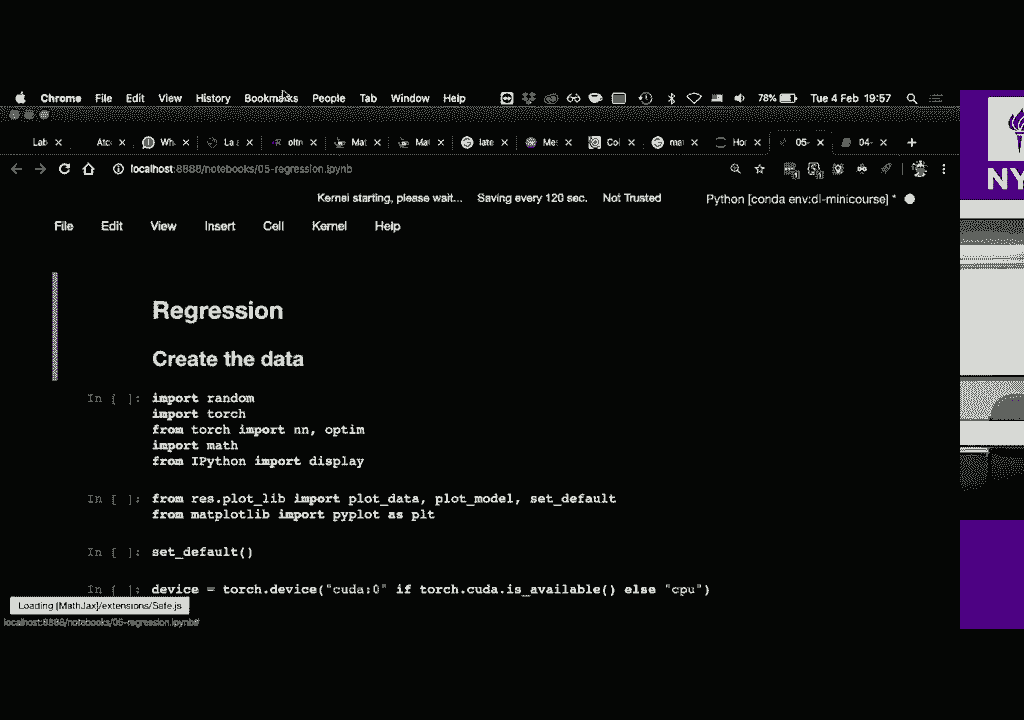 Chrome File Edit View History Bookmarks People Tab Window Help 78% Tue 4 Feb 19:57
Lab Ato Wh. La oltre Mat Mat late Me: Col mat Hor 05- 04-
localhost:8888/notebooks/05-regression.ipynb
Kernel starting, please wait... Saving every 120 sec. Not Trusted Python [conda env:dl-minicourse] *
File Edit View Insert Cell Kernel Help
NY
Regression
Create the data
In [ ]: import random
import torch
from torch import nn, optim
import math
from IPython import display
In [ ]: from res.plot_lib import plot_data, plot_model, set_default
from matplotlib import pyplot as plt
In [ ]: set_default()
In [ ]: device = torch.device("cuda:0" if torch.cuda.is_available() else "cpu")
Loading [MathJax]/extensions/Safe.js
localhost:8888/notebooks/05-regression.ipynb#